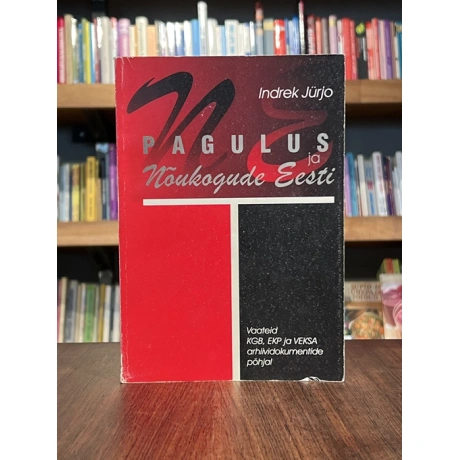 Indrek Jürjo
PAGULUS
ja
Nõukogude Eesti
Vaateid
KGB, EKP ja VEKSA
arhiividokumentide
põhjal